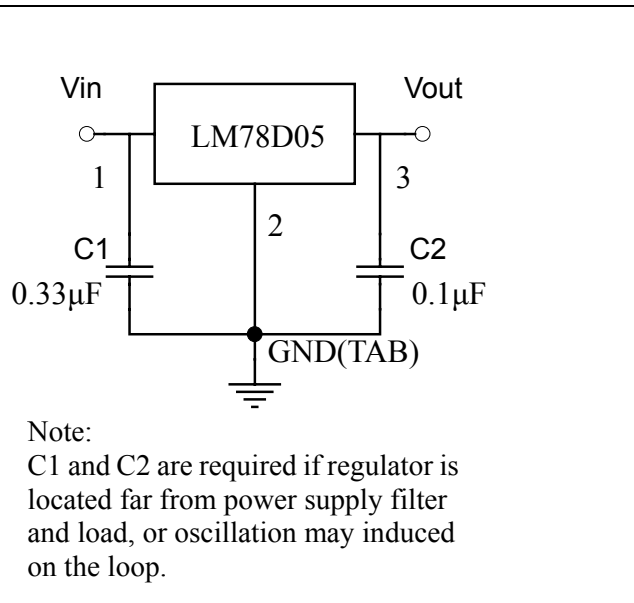 Vin
Vout
LM78D05
1
3
2
C1
C2
0.33μF
0.1μF
GND(TAB)
Note:
C1 and C2 are required if regulator is
located far from power supply filter
and load, or oscillation may induced
on the loop.